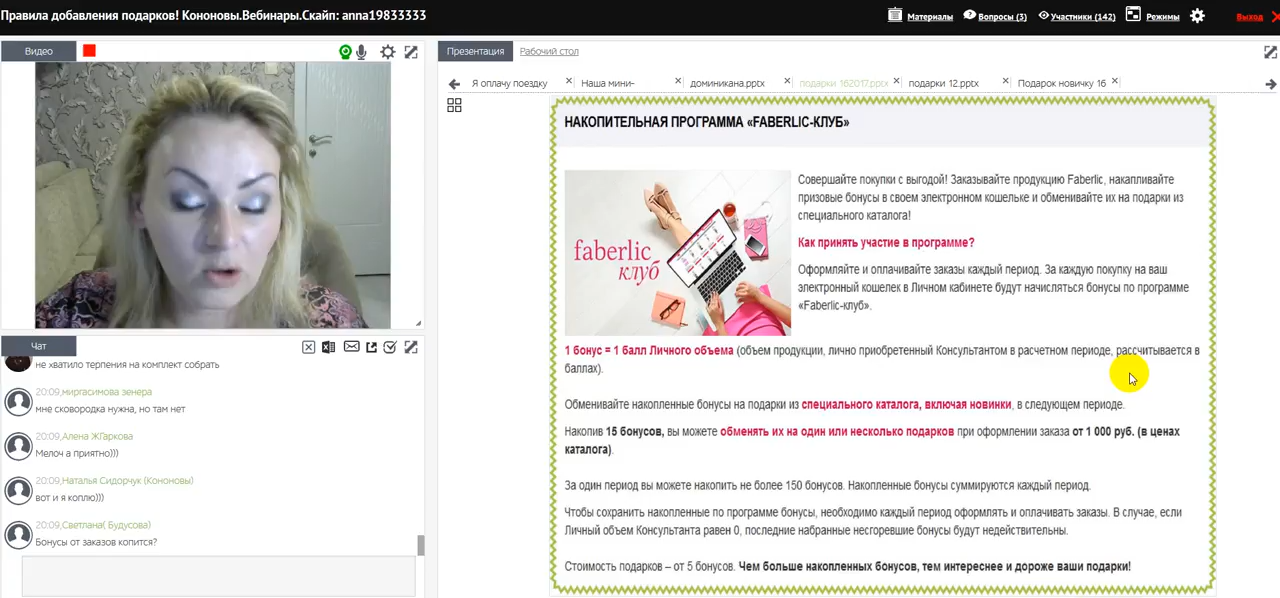 Правила добавления подарков! Кононовы.Вебинары.Скайп: anna19833333
Материалы
Вопросы (3)
Участники (142)
Режимы
Выход
Видео
Презентация
Рабочий стол
Я оплачу поездку
Наша мини-
доминикана.pptx
подарки 162017.pptx
подарки 12.pptx
Подарок новичку 16
НАКОПИТЕЛЬНАЯ ПРОГРАММА «FABERLIC-КЛУБ»
faberlic
клуб
Совершайте покупки с выгодой! Заказывайте продукцию Faberlic, накапливайте
призовые бонусы в своем электронном кошельке и обменивайте их на подарки из
специального каталога!
Как принять участие в программе?
Оформляйте и оплачивайте заказы каждый период. За каждую покупку на ваш
электронный кошелек в Личном кабинете будут начисляться бонусы по программе
«Faberlic-клуб».
1 бонус = 1 балл Личного объема (объем продукции, лично приобретенный Консультантом в расчетном периоде, рассчитывается в
баллах).
Обменивайте накопленные бонусы на подарки из специального каталога, включая новинки, в следующем периоде.
Накопив 15 бонусов, вы можете обменять их на один или несколько подарков при оформлении заказа от 1 000 руб. (в ценах
каталога).
За один период вы можете накопить не более 150 бонусов. Накопленные бонусы суммируются каждый период.
Чтобы сохранить накопленные по программе бонусы, необходимо каждый период оформлять и оплачивать заказы. В случае, если
Личный объем Консультанта равен 0, последние набранные несгоревшие бонусы будут недействительны.
Стоимость подарков – от 5 бонусов. Чем больше накопленных бонусов, тем интереснее и дороже ваши подарки!
Чат
не хватило терпения на комплект собрать
20:09,миргасимова зенера
мне сковородка нужна, но там нет
20:09,Алена ЖГаркова
Мелоч а приятно)))
20:09,Наталья Сидорчук (Кононовы)
вот и я коплю)))
20:09,Светлана( Будусова)
Бонусы от заказов копится?